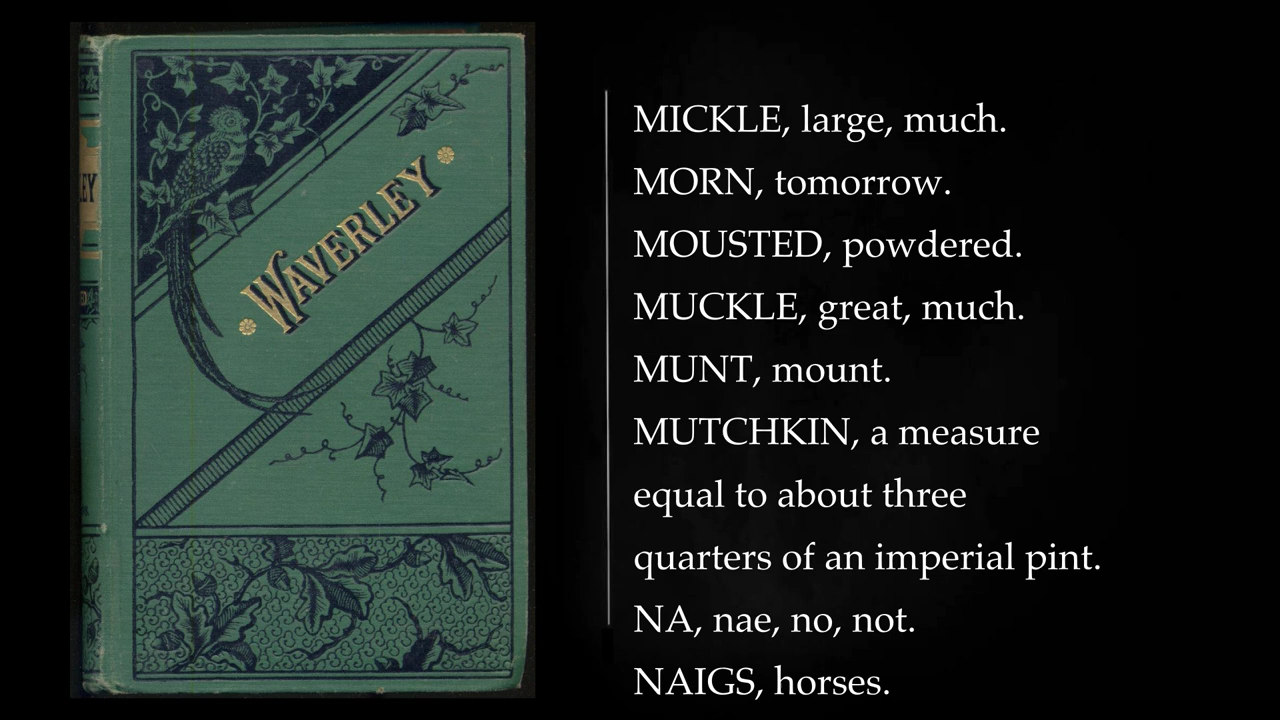 WAVERLEY
MICKLE, large, much.
MORN, tomorrow.
MOUSTED, powdered.
MUCKLE, great, much.
MUNT, mount.
MUTCHKIN, a measure
equal to about three
quarters of an imperial pint.
NA, nae, no, not.
NAIGS, horses.